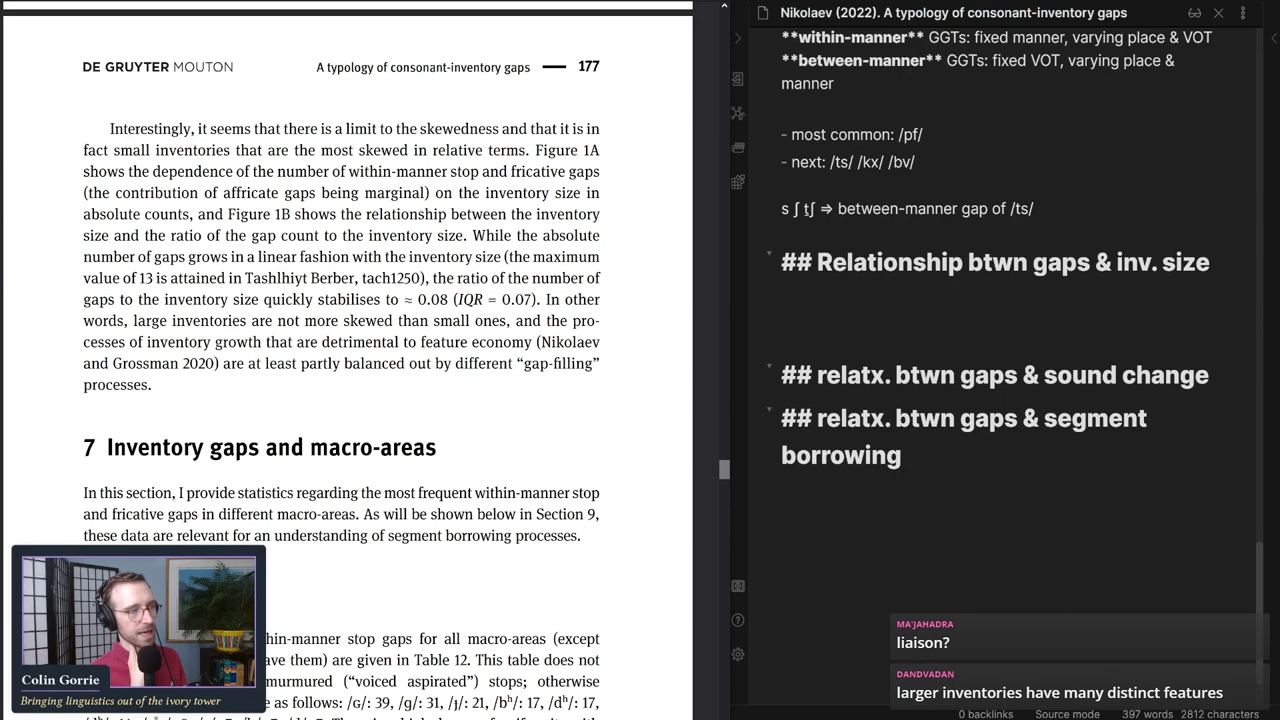 DE GRUYTER MOUTON
A typology of consonant-inventory gaps
177
Interestingly, it seems that there is a limit to the skewedness and that it is in
fact small inventories that are the most skewed in relative terms. Figure 1A
shows the dependence of the number of within-manner stop and fricative gaps
(the contribution of affricate gaps being marginal) on the inventory size in
absolute counts, and Figure 1B shows the relationship between the inventory
size and the ratio of the gap count to the inventory size. While the absolute
number of gaps grows in a linear fashion with the inventory size (the maximum
value of 13 is attained in Tashlhiyt Berber, tach1250), the ratio of the number of
gaps to the inventory size quickly stabilises to ≈ 0.08 (IQR = 0.07). In other
words, large inventories are not more skewed than small ones, and the pro-
cesses of inventory growth that are detrimental to feature economy (Nikolaev
and Grossman 2020) are at least partly balanced out by different “gap-filling”
processes.
7 Inventory gaps and macro-areas
In this section, I provide statistics regarding the most frequent within-manner stop
and fricative gaps in different macro-areas. As will be shown below in Section 9,
these data are relevant for an understanding of segment borrowing processes.
hin-manner stop gaps for all macro-areas (except
ave them) are given in Table 12. This table does not
murmured (“voiced aspirated”) stops; otherwise
e as follows: /ɢ/: 39, /ɡ/: 31, /ɟ/: 21, /bʰ/: 17, /dʰ/: 17,
Colin Gorrie
Bringing linguistics out of the ivory tower
Nikolaev (2022). A typology of consonant-inventory gaps
**within-manner** GGTs: fixed manner, varying place & VOT
**between-manner** GGTs: fixed VOT, varying place &
manner
- most common: /pf/
- next: /ts/ /kx/ /bv/
s ʃ t̠ʃ ⇒ between-manner gap of /ts/
## Relationship btwn gaps & inv. size
## relatx. btwn gaps & sound change
## relatx. btwn gaps & segment
borrowing
MA'JAHADRA
liaison?
DANDVADAN
larger inventories have many distinct features
0 backlinks
Source mode
397 words
2812 characters